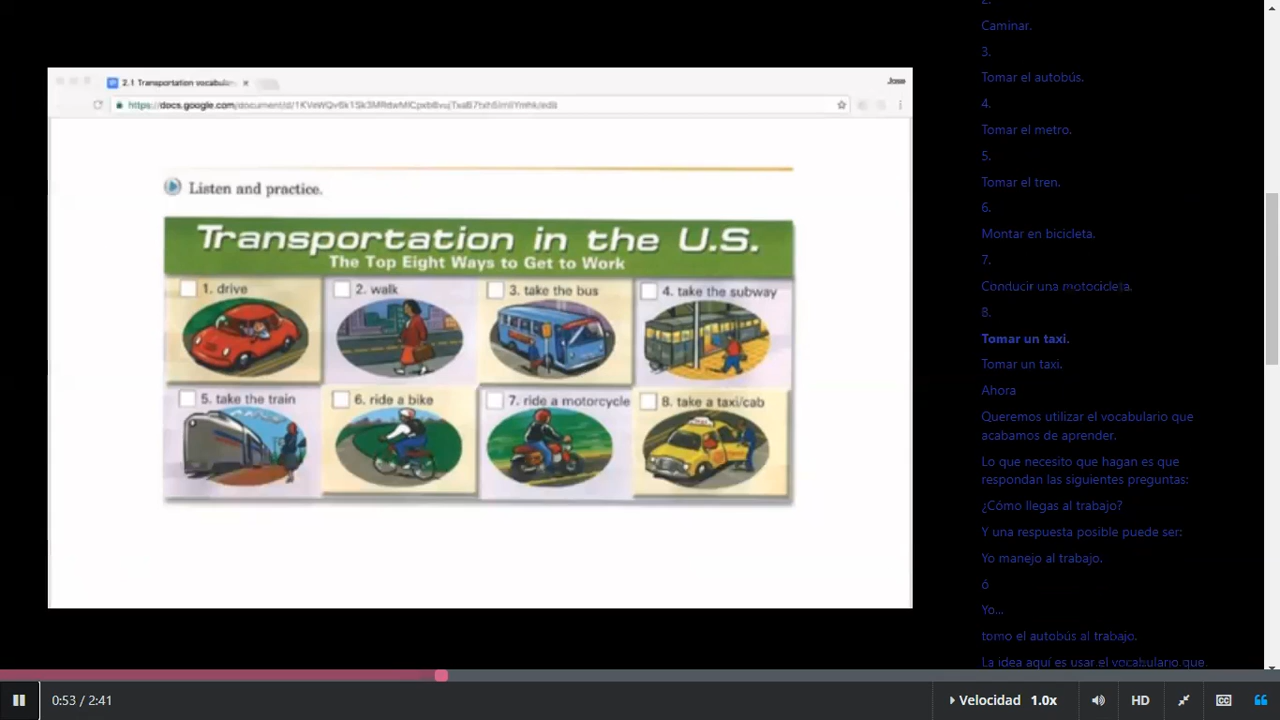 2.1 Transportation vocabul
Jose
Listen and practice.
Transportation in the U.S.
The Top Eight Ways to Get to Work
1. drive
2. walk
3. take the bus
4. take the subway
5. take the train
6. ride a bike
7. ride a motorcycle
8. take a taxi/cab
2.
Caminar.
3.
Tomar el autobús.
4.
Tomar el metro.
5.
Tomar el tren.
6.
Montar en bicicleta.
7.
Conducir una motocicleta.
8.
Tomar un taxi.
Tomar un taxi.
Ahora
Queremos utilizar el vocabulario que
acabamos de aprender.
Lo que necesito que hagan es que
respondan las siguientes preguntas:
¿Cómo llegas al trabajo?
Y una respuesta posible puede ser:
Yo manejo al trabajo.
ó
Yo...
tomo el autobús al trabajo.
La idea aquí es usar el vocabulario que
0:53 / 2:41
Velocidad 1.0x
HD
CC